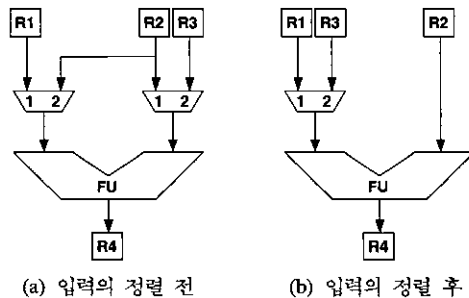 R1 R2 R3 R1 R3 R2
1 2 1 2 1 2
FU FU
R4 R4
(a) 입력의 정렬 전 (b) 입력의 정렬 후